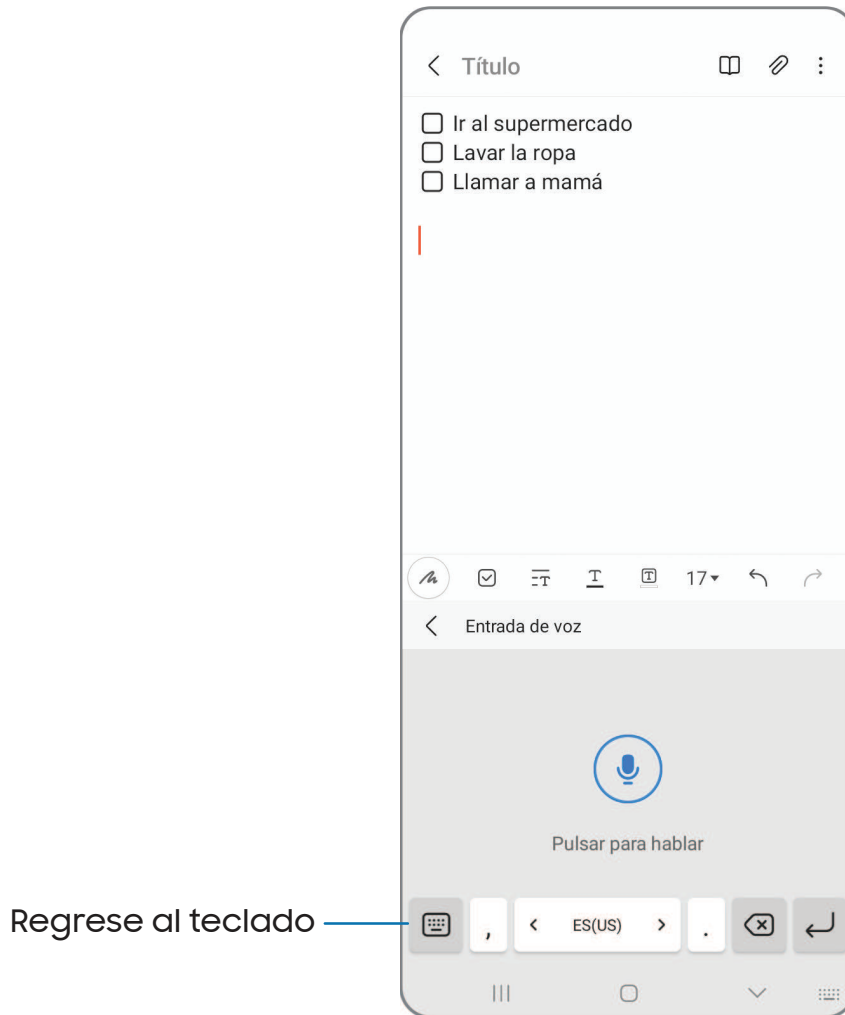 Título
Ir al supermercado
Lavar la ropa
Llamar a mamá
17
Entrada de voz
Pulsar para hablar
Regrese al teclado
, ES(US) .